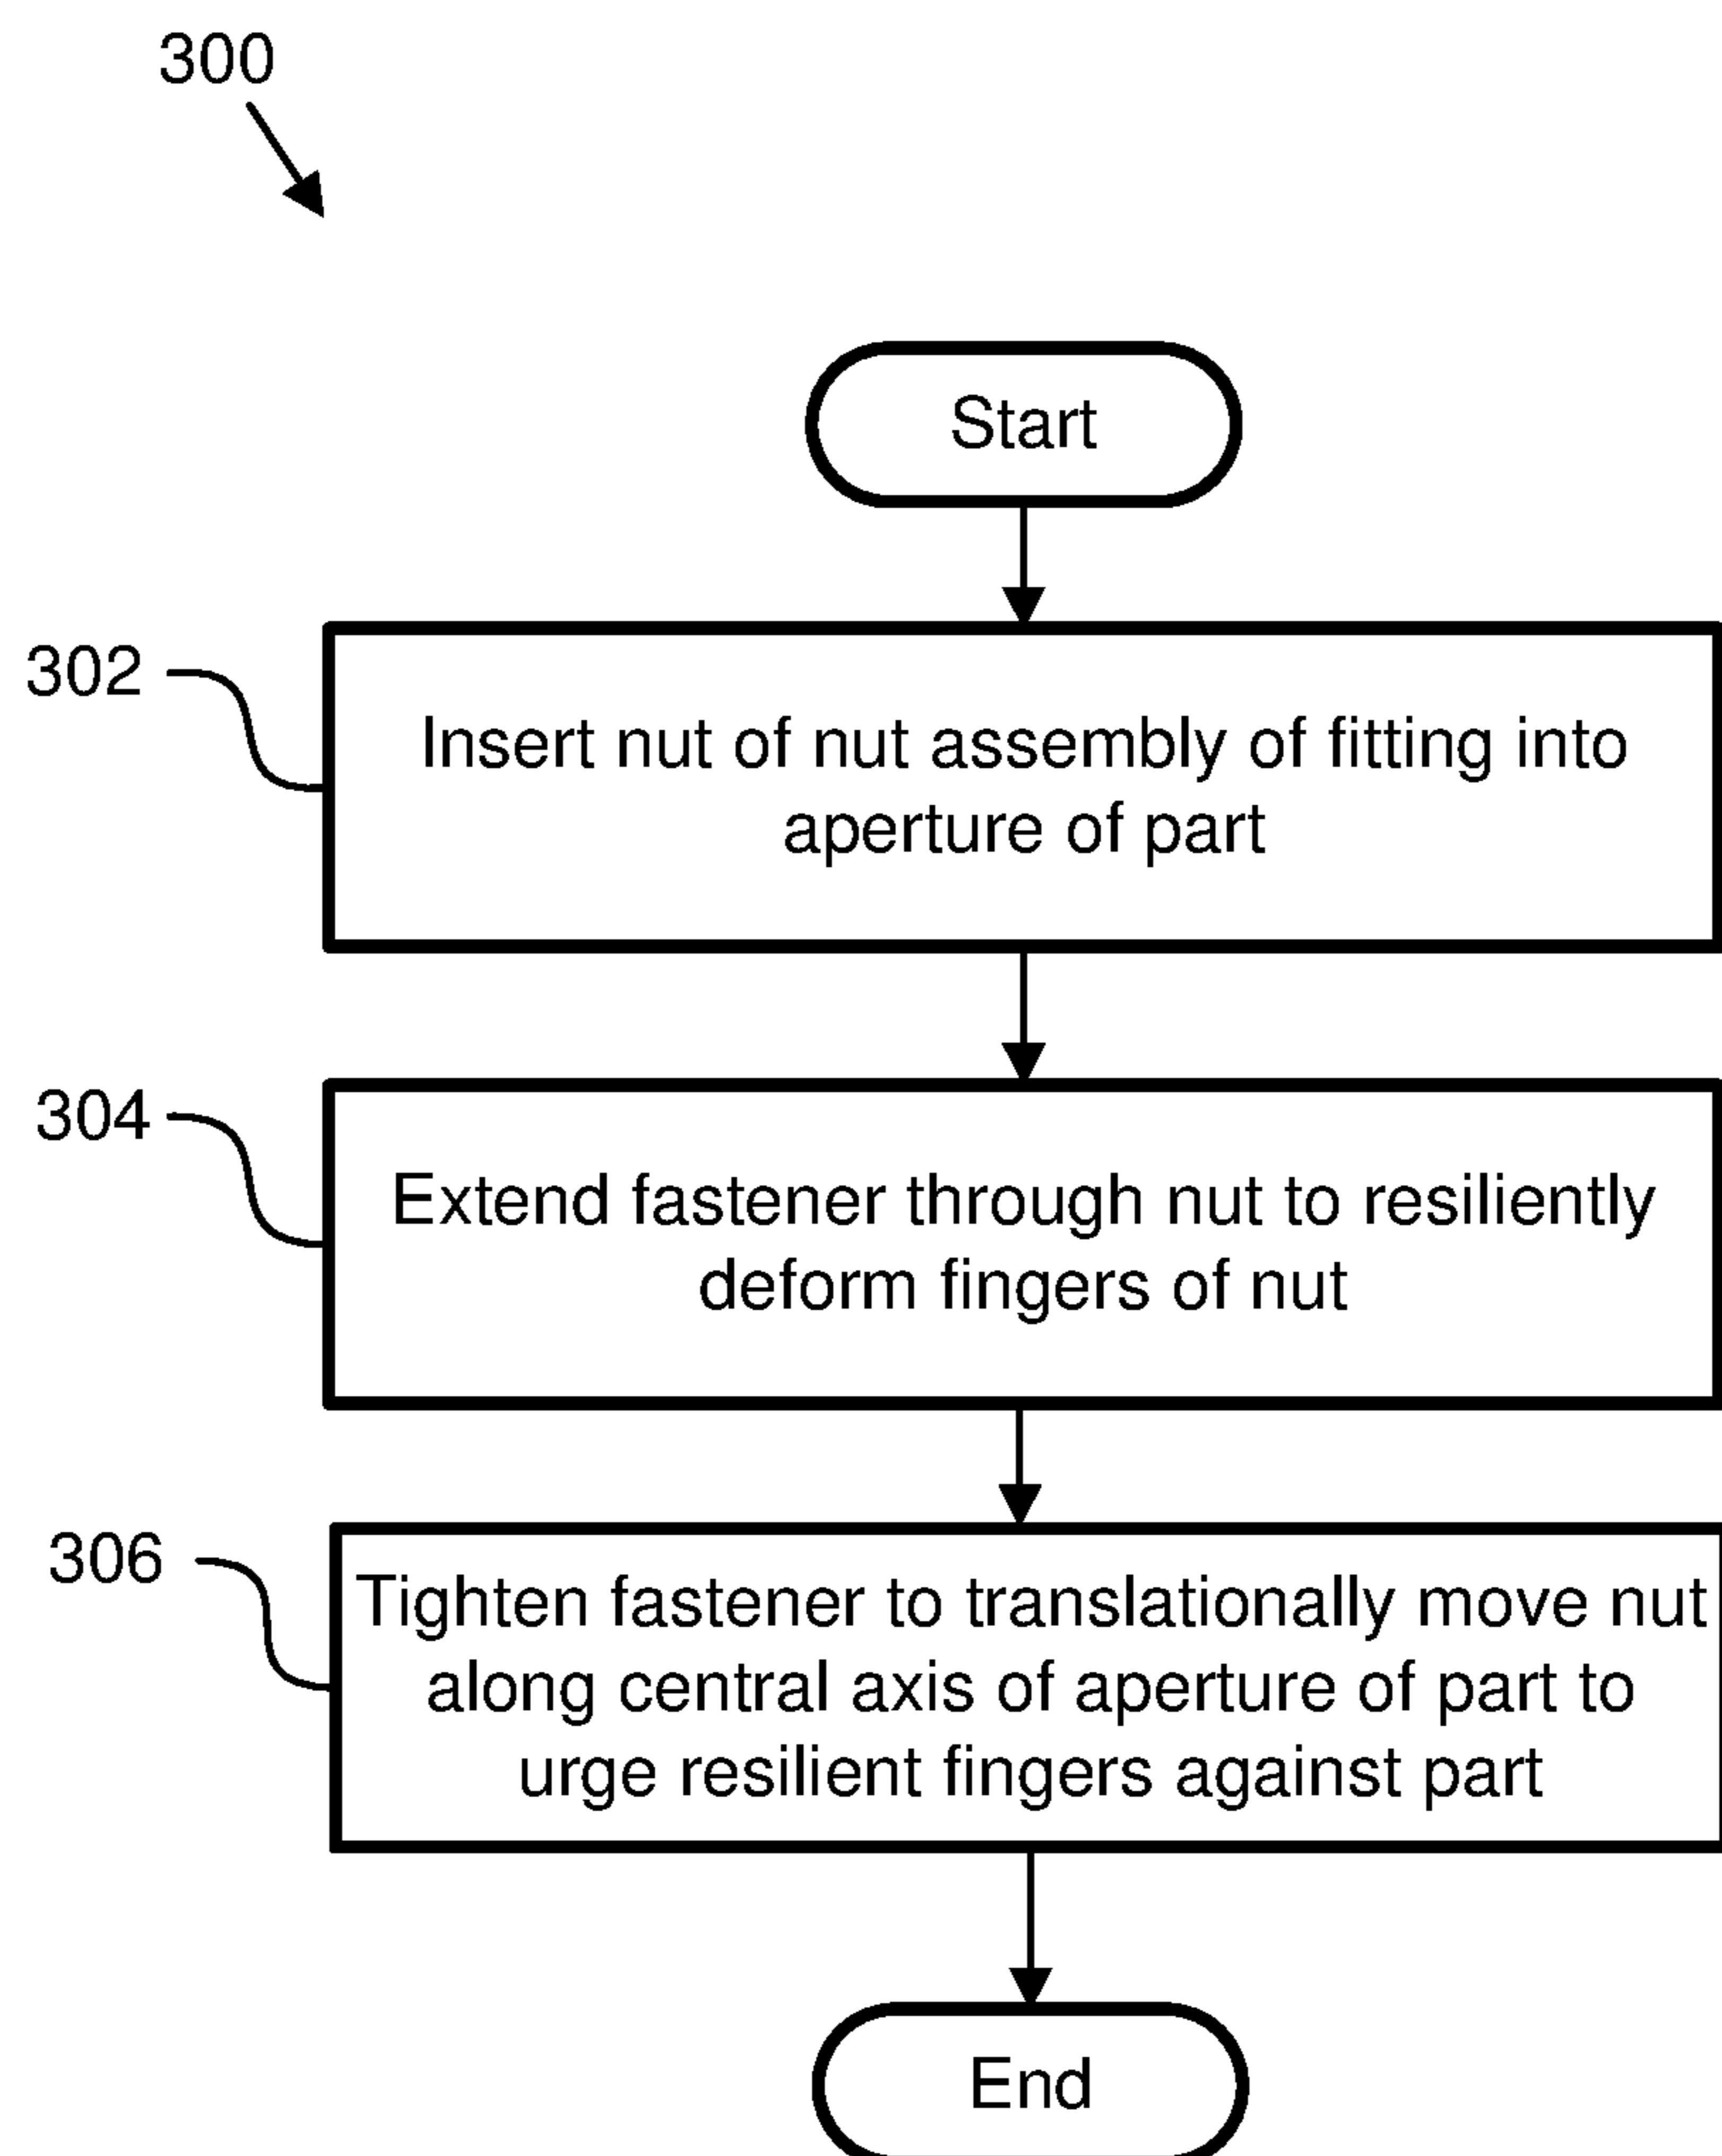 300
Start
302
Insert nut of nut assembly of fitting into
aperture of part
304
Extend fastener through nut to resiliently
deform fingers of nut
306
Tighten fastener to translationally move nut
along central axis of aperture of part to
urge resilient fingers against part
End